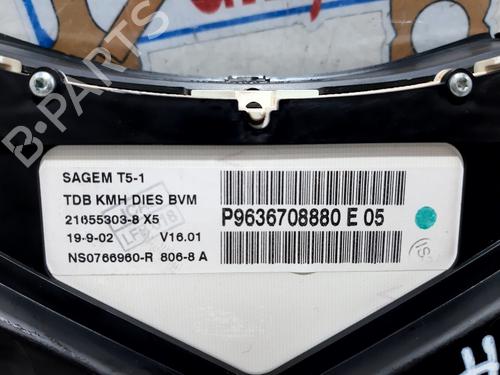 SAGEM T5-1
TDB KMH DIES BVM
21655303-8 X5
19-9-02 V16.01
NS0766960-R 806-8 A
P9636708880 E 05
B-PARTS